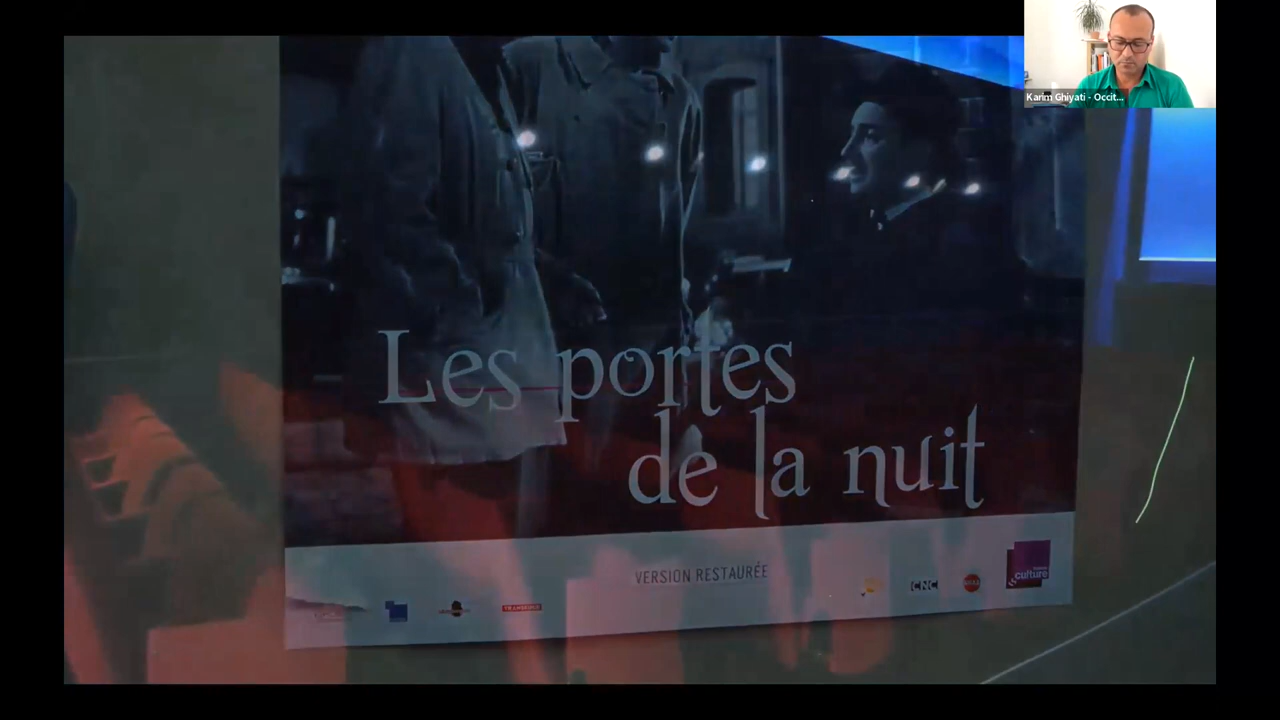 Karim Ghiyati - Occit...
Les portes
de la nuit
VERSION RESTAURÉE
CNC
culture